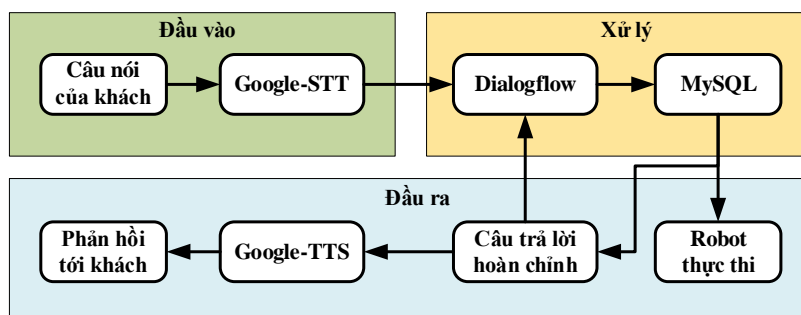 Đầu vào
Xử lý
Câu nói
của khách
Google-STT
Dialogflow
MySQL
Đầu ra
Phản hồi
tới khách
Google-TTS
Câu trả lời
hoàn chỉnh
Robot
thực thi